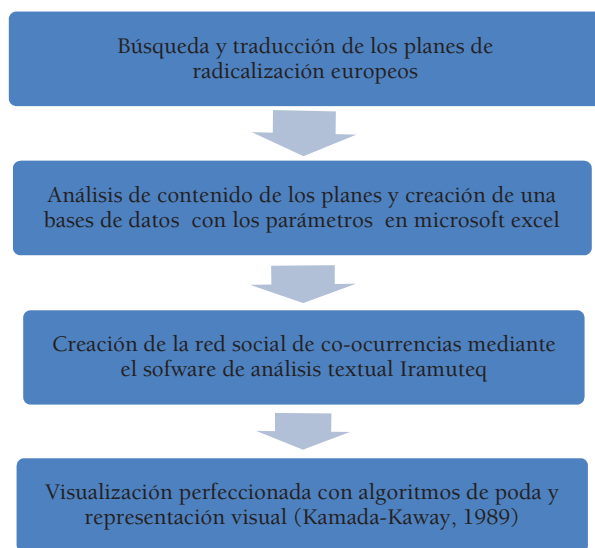 Búsqueda y traducción de los planes de
radicalización europeos
Análisis de contenido de los planes y creación de una
bases de datos con los parámetros en microsoft excel
Creación de la red social de co-ocurrencias mediante
el sofware de análisis textual Iramuteq
Visualización perfeccionada con algoritmos de poda y
representación visual (Kamada-Kaway, 1989)